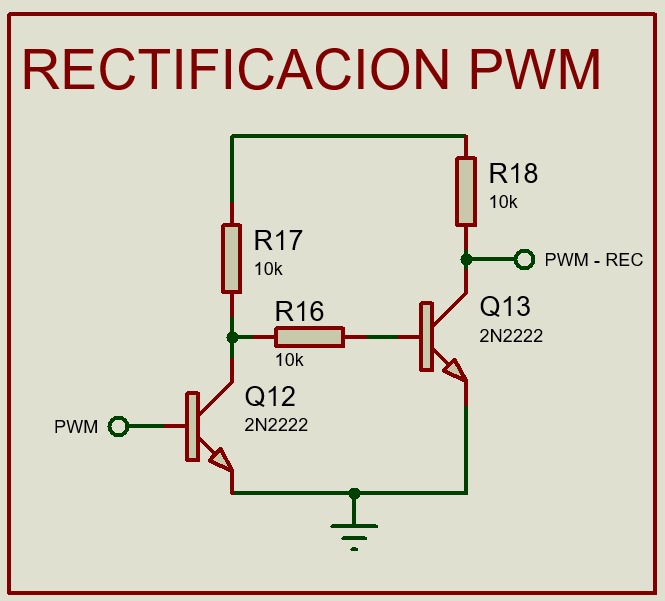 RECTIFICACION PWM
R18
10k
R17
10k
PWM - REC
R16
10k
Q13
2N2222
Q12
2N2222
PWM